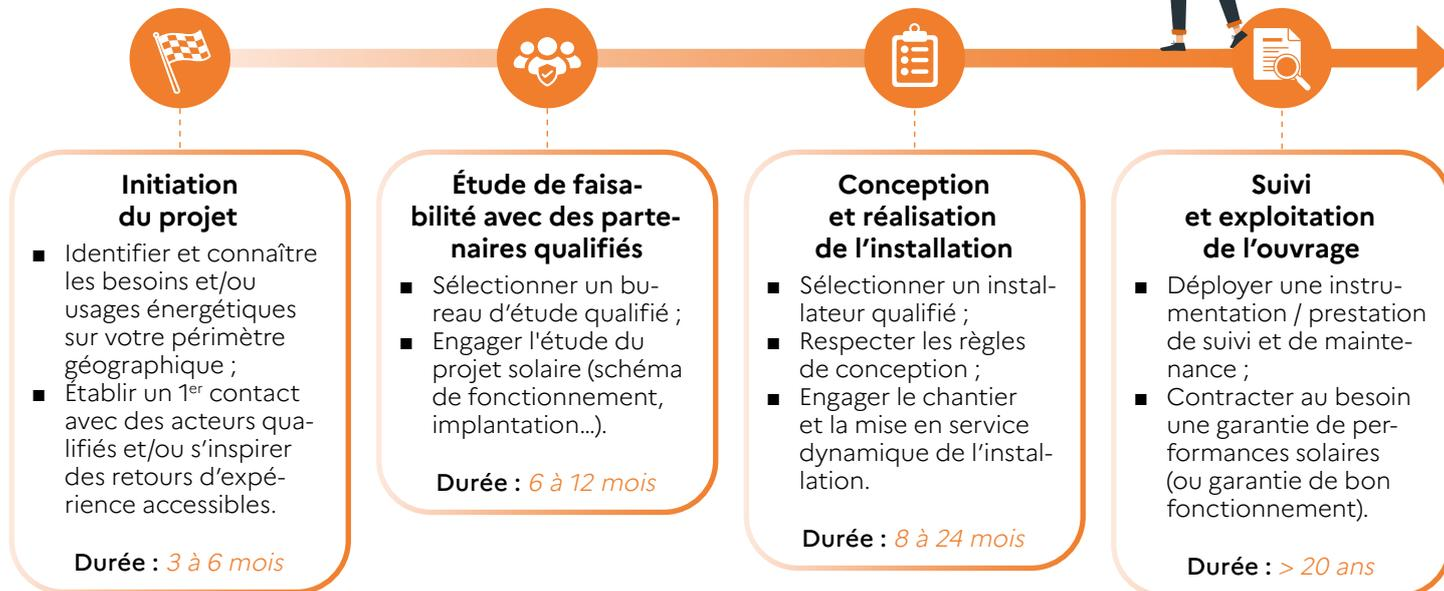 Initiation
du projet
■ Identifier et connaître
les besoins et/ou
usages énergétiques
sur votre périmètre
géographique ;
■ Établir un 1er contact
avec des acteurs qua-
lifiés et/ou s’inspirer
des retours d’expé-
rience accessibles.
Durée : 3 à 6 mois
Étude de faisa-
bilité avec des parte-
naires qualifiés
■ Sélectionner un bu-
reau d’étude qualifié ;
■ Engager l'étude du
projet solaire (schéma
de fonctionnement,
implantation...).
Durée : 6 à 12 mois
Conception
et réalisation
de l’installation
■ Sélectionner un instal-
lateur qualifié ;
■ Respecter les règles
de conception ;
■ Engager le chantier
et la mise en service
dynamique de l’instal-
lation.
Durée : 8 à 24 mois
Suivi
et exploitation
de l’ouvrage
■ Déployer une instru-
mentation / prestation
de suivi et de mainte-
nance ;
■ Contracter au besoin
une garantie de per-
formances solaires
(ou garantie de bon
fonctionnement).
Durée : > 20 ans